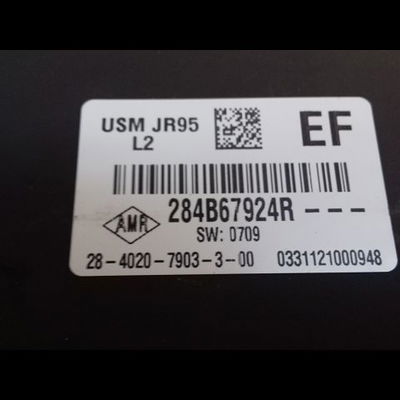 USM JR95
L2
EF
AMR
284B67924R---
SW: 0709
28-4020-7903-3-00
0331121000948